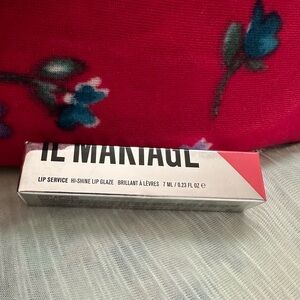 IL MAKIAGE
LIP SERVICE HI-SHINE LIP GLAZE BRILLANT À LÈVRES 7 ML / 0.23 FL OZ ℮